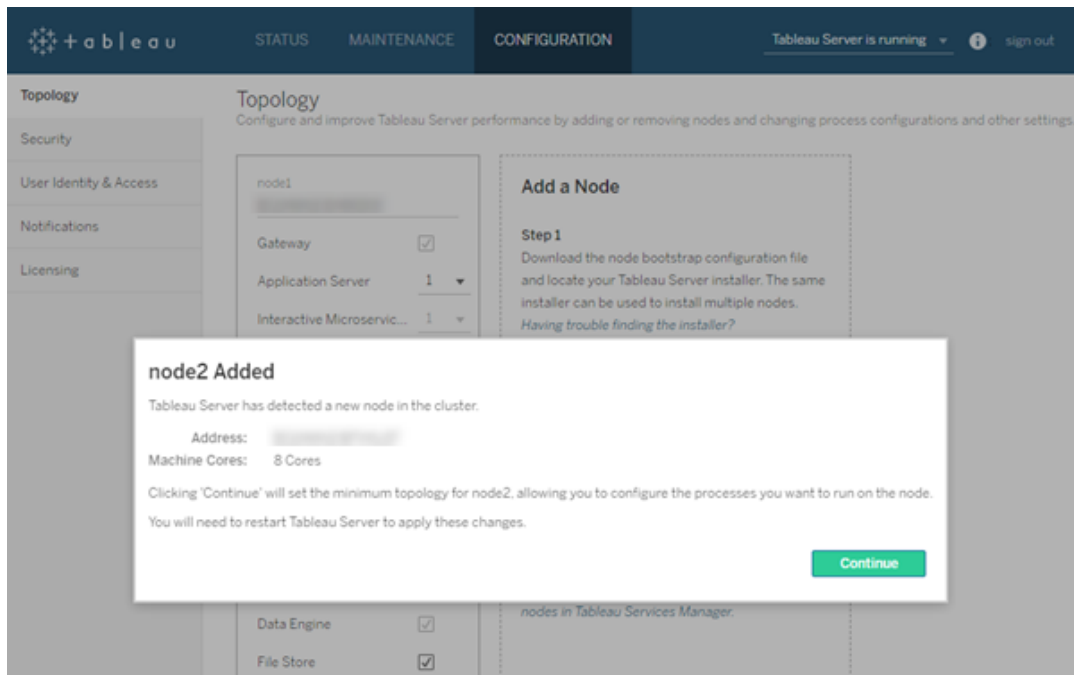 +ableau
STATUS MAINTENANCE CONFIGURATION Tableau Server is running sign out
Topology
Security
User Identity & Access
Notifications
Licensing
Topology
Configure and improve Tableau Server performance by adding or removing nodes and changing process configurations and other settings
node1
Gateway
Application Server 1
Interactive Microservic... 1
Add a Node
Step 1
Download the node bootstrap configuration file
and locate your Tableau Server installer. The same
installer can be used to install multiple nodes.
Having trouble finding the installer?
node2 Added
Tableau Server has detected a new node in the cluster.
Address:
Machine Cores: 8 Cores
Clicking 'Continue' will set the minimum topology for node2, allowing you to configure the processes you want to run on the node.
You will need to restart Tableau Server to apply these changes.
Continue
nodes in Tableau Services Manager.
Data Engine
File Store